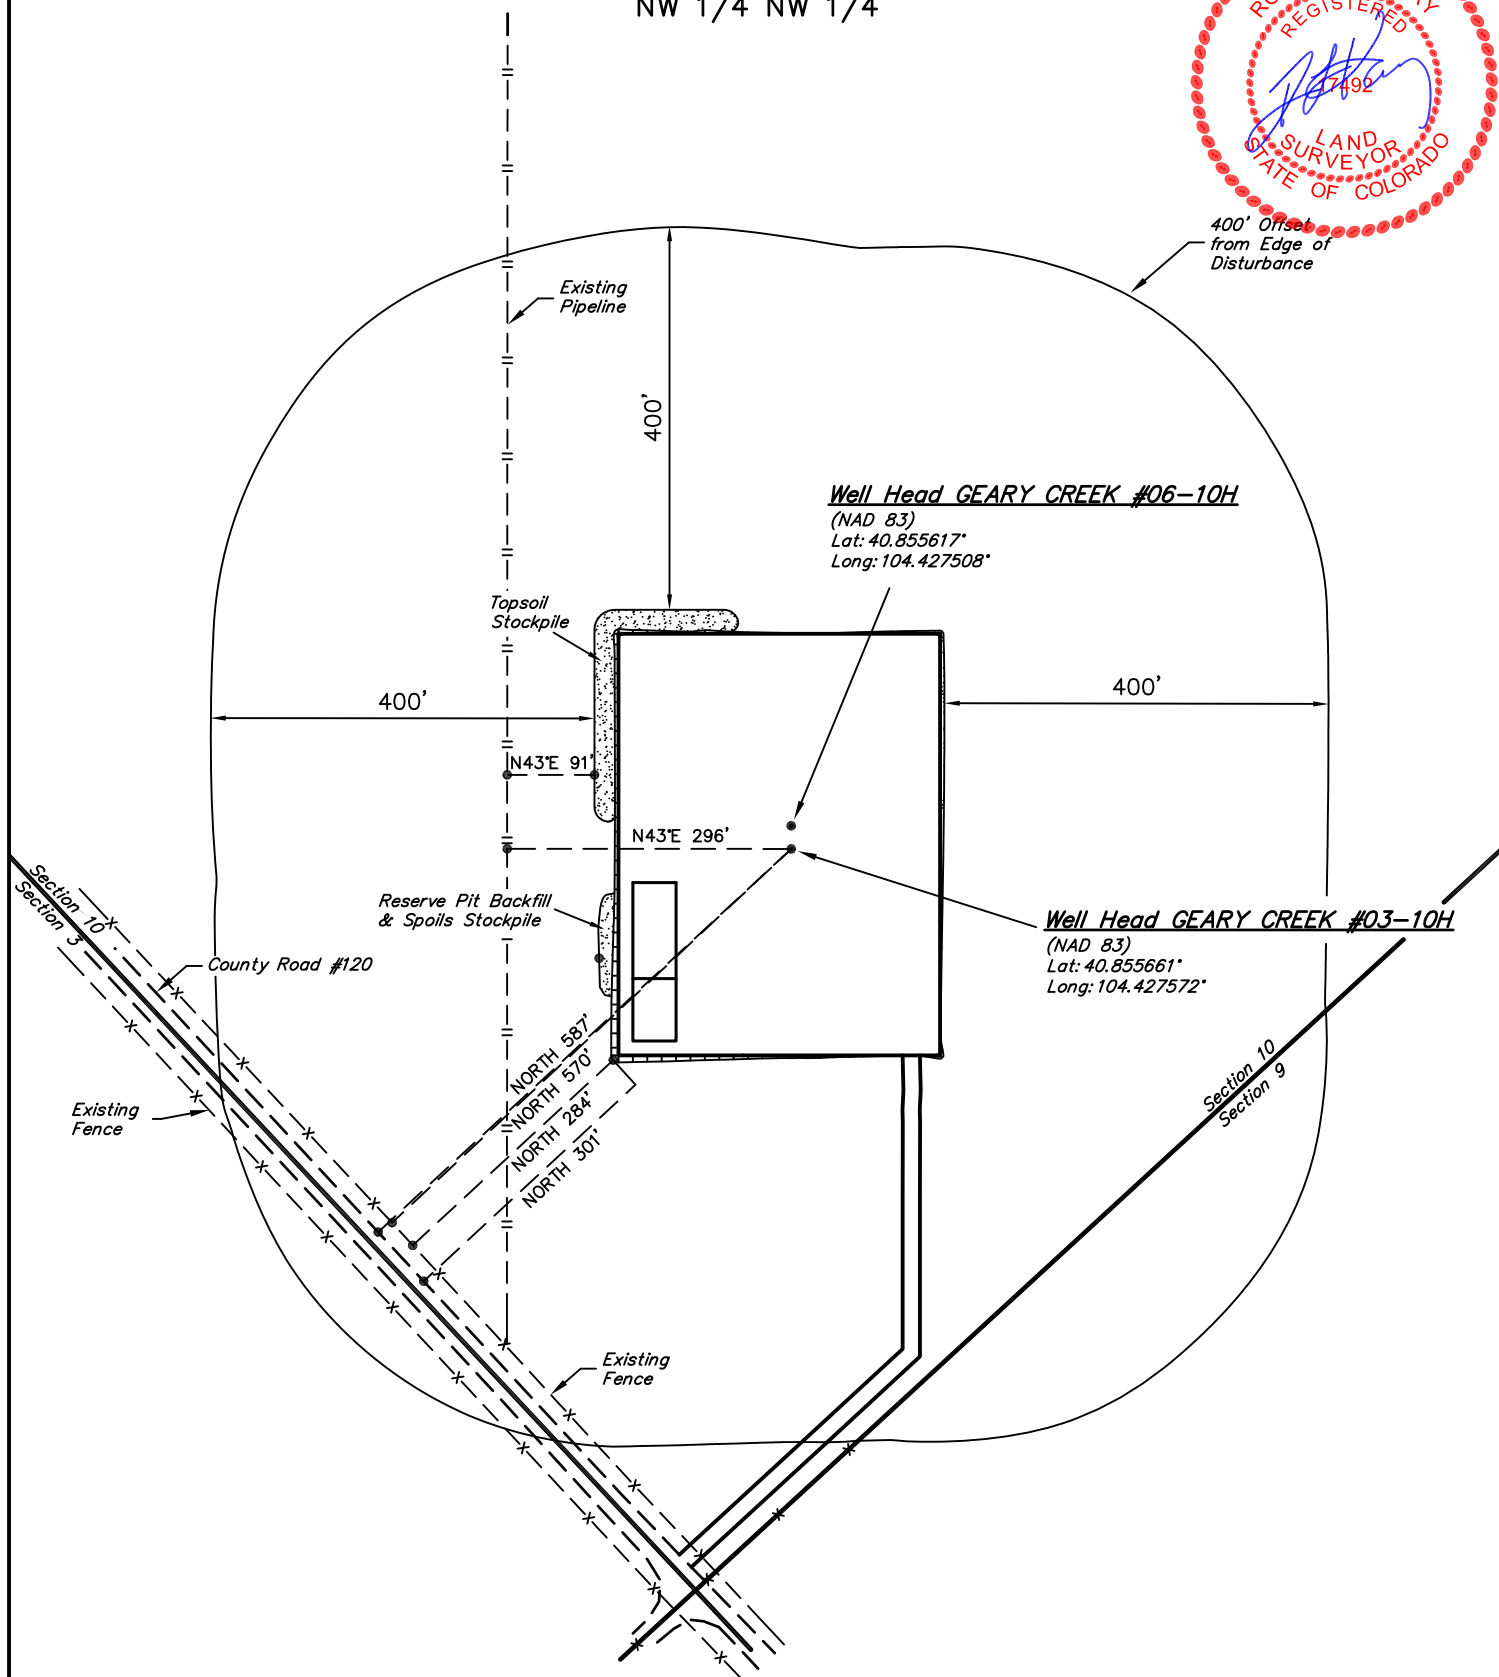 NW 1/4 NW 1/4
REGISTERED
17492
LAND
SURVEYOR
STATE OF COLORADO
400' Offset
from Edge of
Disturbance
Existing
Pipeline
400'
Well Head GEARY CREEK #06-10H
(NAD 83)
Lat: 40.855617°
Long: 104.427508°
Topsoil
Stockpile
400'
400'
N43°E 91'
N43°E 296'
Reserve Pit Backfill
& Spoils Stockpile
Section 10
Section 3
County Road #120
Well Head GEARY CREEK #03-10H
(NAD 83)
Lat: 40.855661°
Long: 104.427572°
NORTH 587'
NORTH 570'
NORTH 284'
NORTH 301'
Section 10
Section 9
Existing
Fence
Existing
Fence